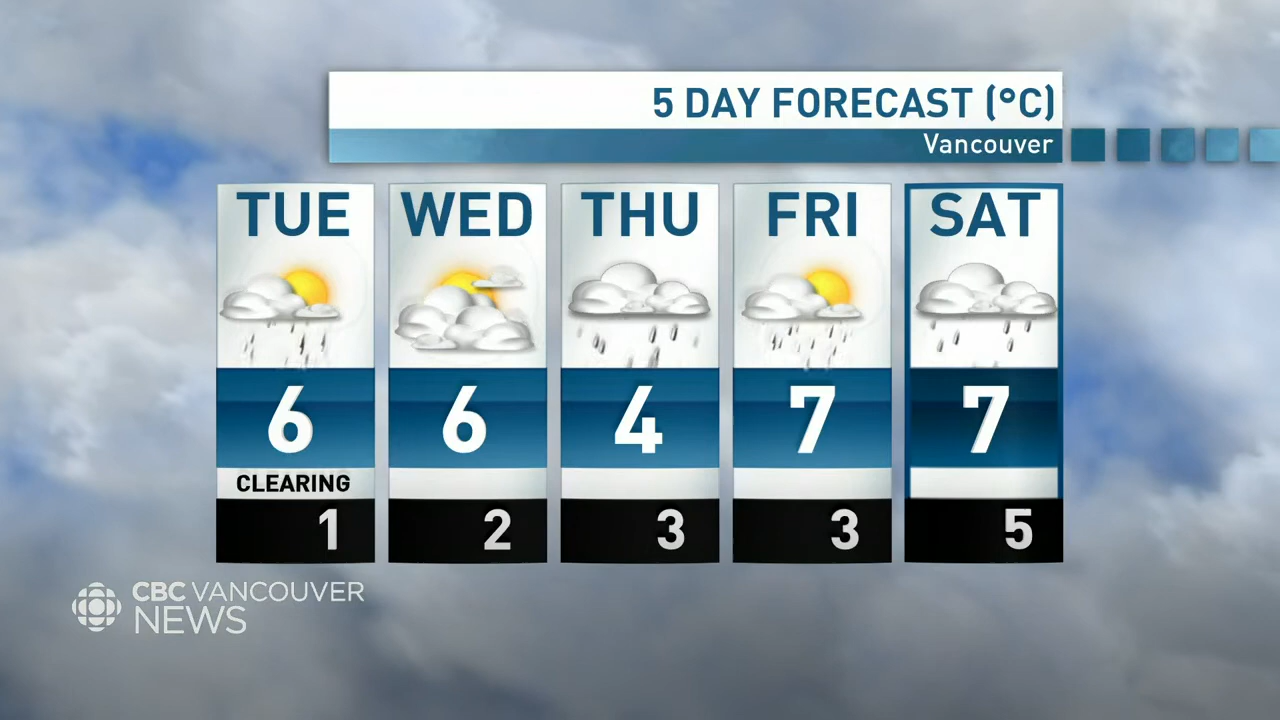 5 DAY FORECAST (°C)
Vancouver
TUE WED THU FRI SAT
6 6 4 7 7
CLEARING
1 2 3 3 5
CBC VANCOUVER
NEWS